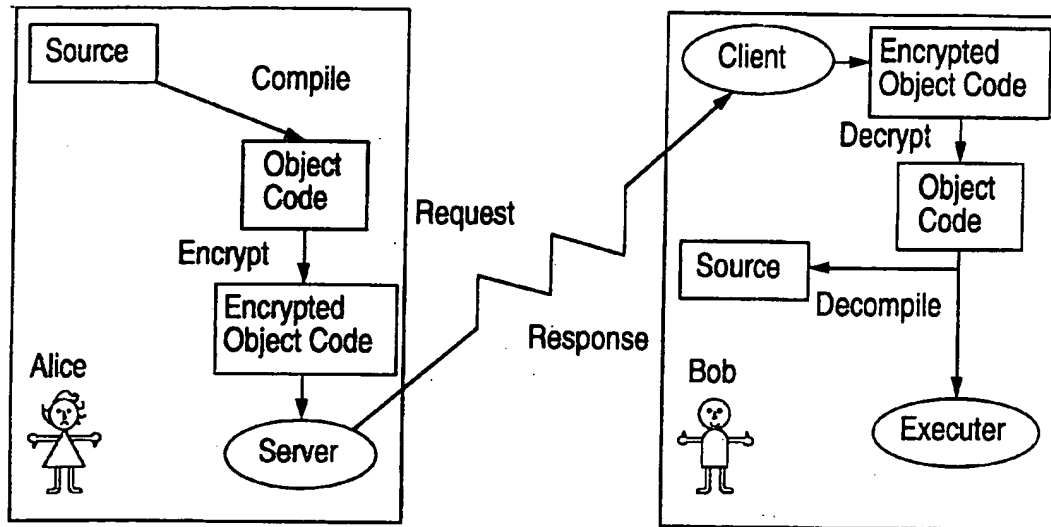 Source
Compile
Object
Code
Encrypt
Encrypted
Object Code
Alice
Server
Request
Response
Client
Encrypted
Object Code
Decrypt
Object
Code
Source
Decompile
Bob
Executer